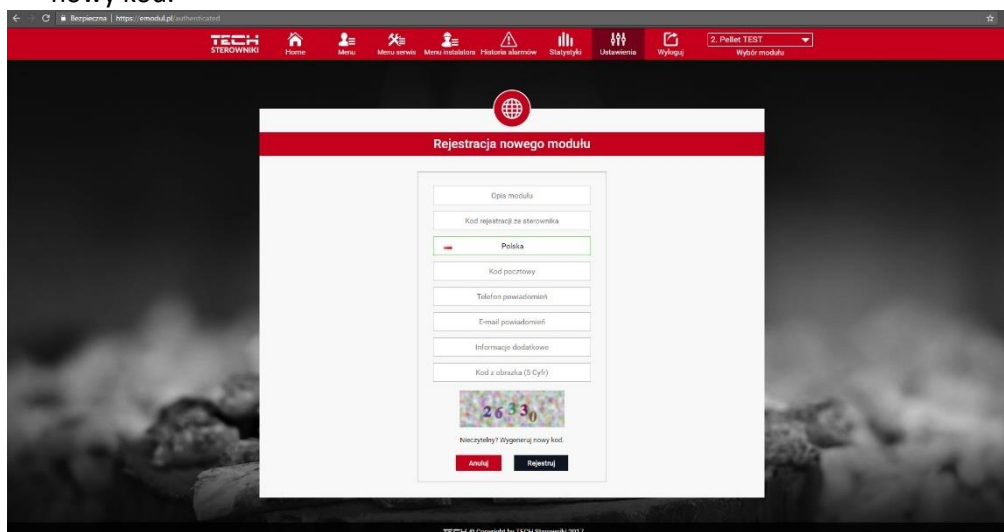 nowy kod.
Bezpieczna | https://emodul.pl/authenticated
TECH
STEROWNIKI
Home
Menu
Menu serwis
Menu instalatora
Historia alarmów
Statystyki
Ustawienia
Wyloguj
2. Pellet TEST
Wybór modułu
Rejestracja nowego modułu
Opis modułu
Kod rejestracji ze sterownika
Polska
Kod pocztowy
Telefon powiadomień
E-mail powiadomień
Informacje dodatkowe
Kod z obrazka (5 Cyfr)
26330
Nieczytelny? Wygeneruj nowy kod.
Anuluj
Rejestruj
TECH © Copyright by TECH Sterowniki 2017